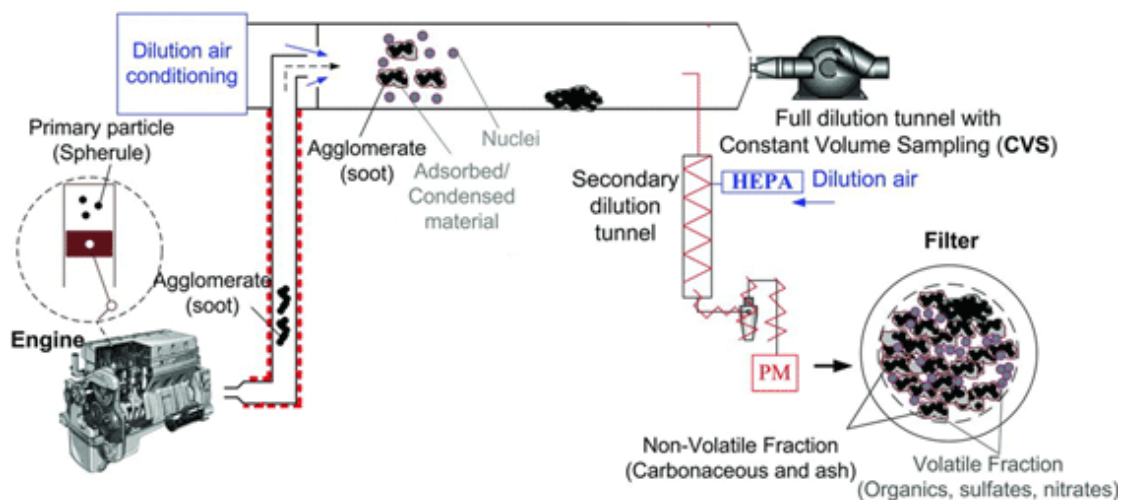 Dilution air
conditioning
Primary particle
(Spherule)
Agglomerate
(soot)
Nuclei
Adsorbed/
Condensed
material
Full dilution tunnel with
Constant Volume Sampling (CVS)
Secondary
dilution
tunnel
HEPA
Dilution air
Filter
Agglomerate
(soot)
Engine
PM
Non-Volatile Fraction
(Carbonaceous and ash)
Volatile Fraction
(Organics, sulfates, nitrates)